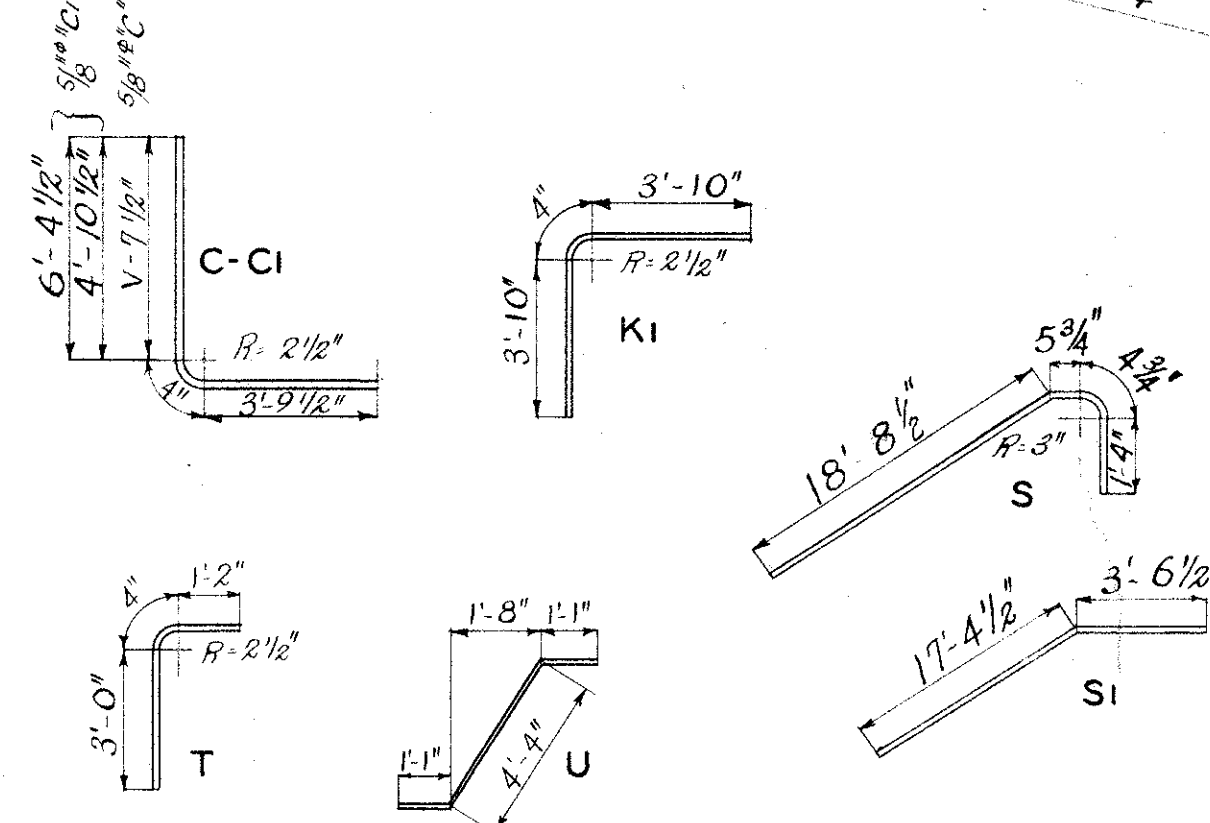 5/8"ϕ"C1"
5/8"ϕ"C"
6'-4 1/2"
4'-10 1/2"
V-7 1/2"
C-C1
R=2 1/2"
4"
3'-9 1/2"
4"
3'-10"
R=2 1/2"
3'-10"
K1
5 3/4"
4 3/4"
18'-8 1/2"
R=3"
1'-4"
S
4"
1'-2"
R=2 1/2"
3'-0"
T
1'-8"
1'-1"
1'-1"
4'-4"
U
3'-6 1/2
17'-4 1/2"
S1